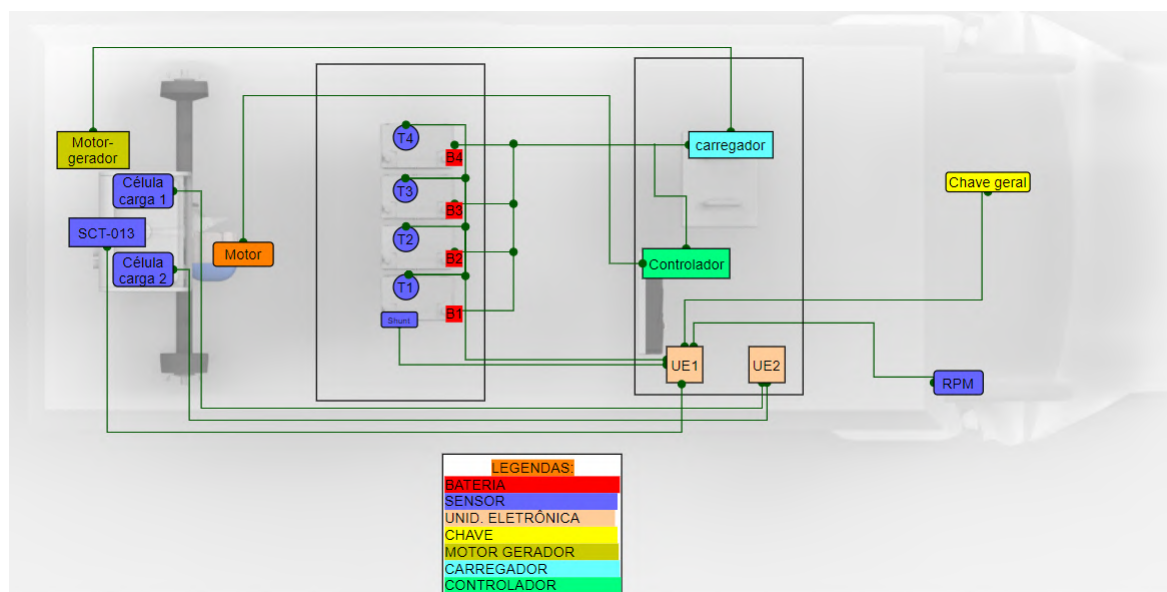 Motor-
gerador
Célula
carga 1
SCT-013
Célula
carga 2
Motor
T4
B4
T3
B3
T2
B2
T1
B1
Shunt
carregador
Controlador
UE1
UE2
Chave geral
RPM
LEGENDAS:
BATERIA
SENSOR
UNID. ELETRÔNICA
CHAVE
MOTOR GERADOR
CARREGADOR
CONTROLADOR